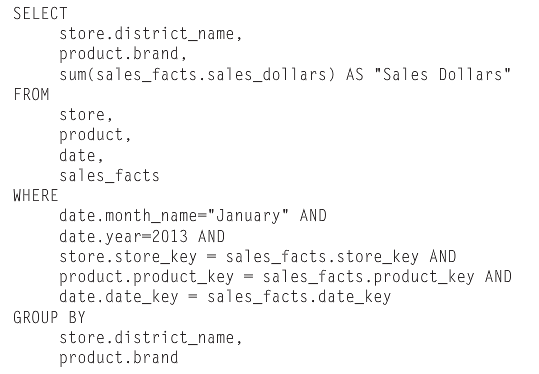 SELECT
store.district_name,
product.brand,
sum(sales_facts.sales_dollars) AS "Sales Dollars"
FROM
store,
product,
date,
sales_facts
WHERE
date.month_name="January" AND
date.year=2013 AND
store.store_key = sales_facts.store_key AND
product.product_key = sales_facts.product_key AND
date.date_key = sales_facts.date_key
GROUP BY
store.district_name,
product.brand